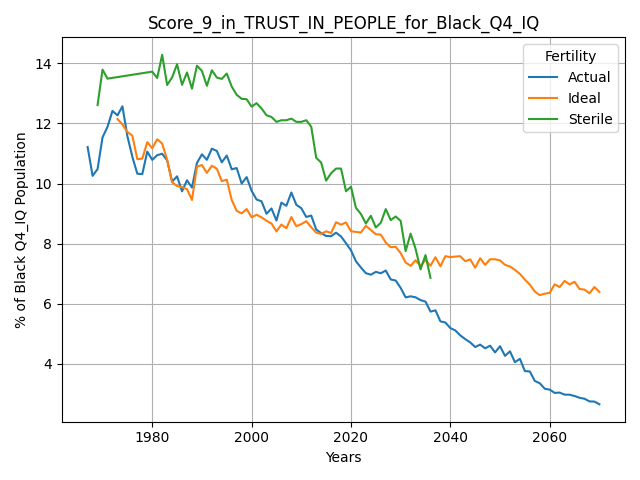 Score_9_in_TRUST_IN_PEOPLE_for_Black_Q4_IQ
Fertility
Actual
Ideal
Sterile
% of Black Q4_IQ Population
14
12
10
8
6
4
1980
2000
2020
2040
2060
Years